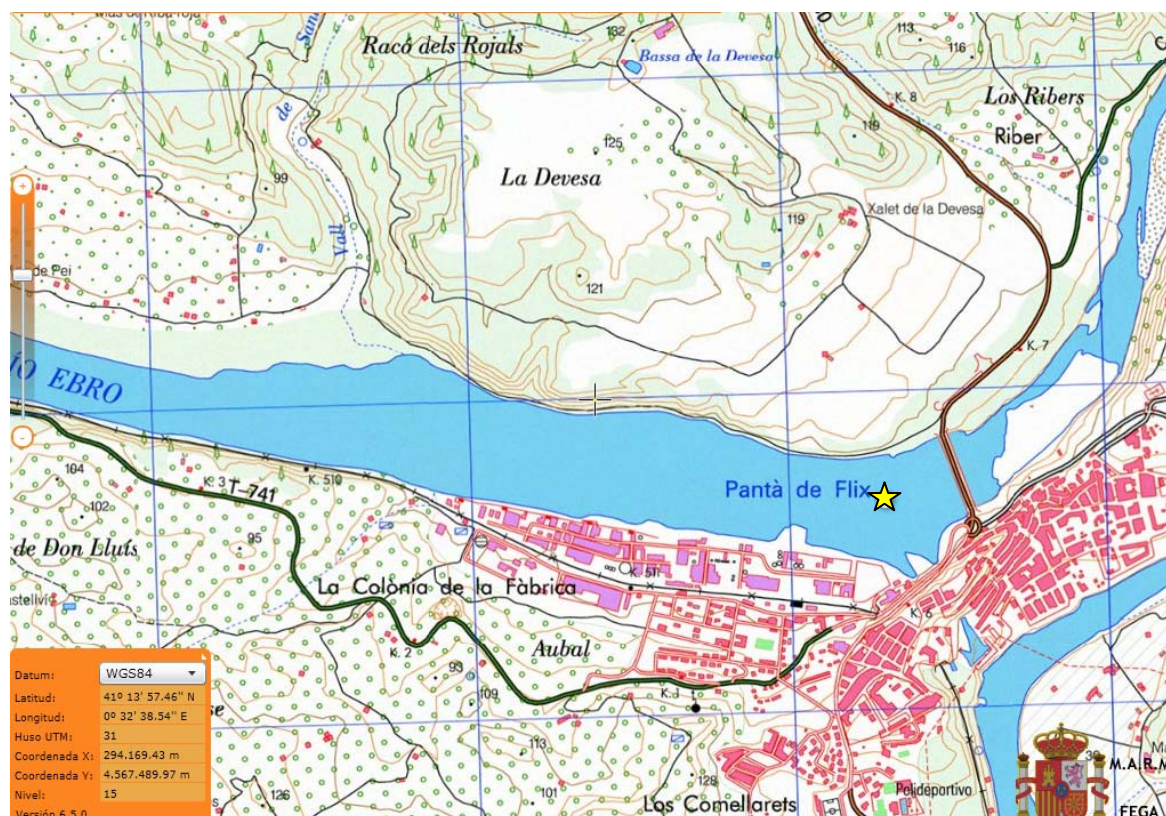 Racó dels Rojals
132
Bassa de la Devesa
113
116
K. 8
Los Ribers
Riber
de
119
125
La Devesa
99
Vall
119
Xalet de la Devesa
de Pei
121
K. 7
EBRO
104
K. 3
T-741
K. 510
102
Pantà de Flix
95
de Don Lluís
La Colònia de la Fàbrica
K. 511
K. 6
K. 2
Aubal
93
109
K. 1
113
128
126
101
Los Comellarets
Polideportivo
Datum:
WGS84
Latitud:
41º 13' 57.46" N
Longitud:
0º 32' 38.54" E
Huso UTM:
31
Coordenada X:
294.169.43 m
Coordenada Y:
4.567.489.97 m
Nivel:
15
Versión 6.5.0
M.A.R.M
FEGA